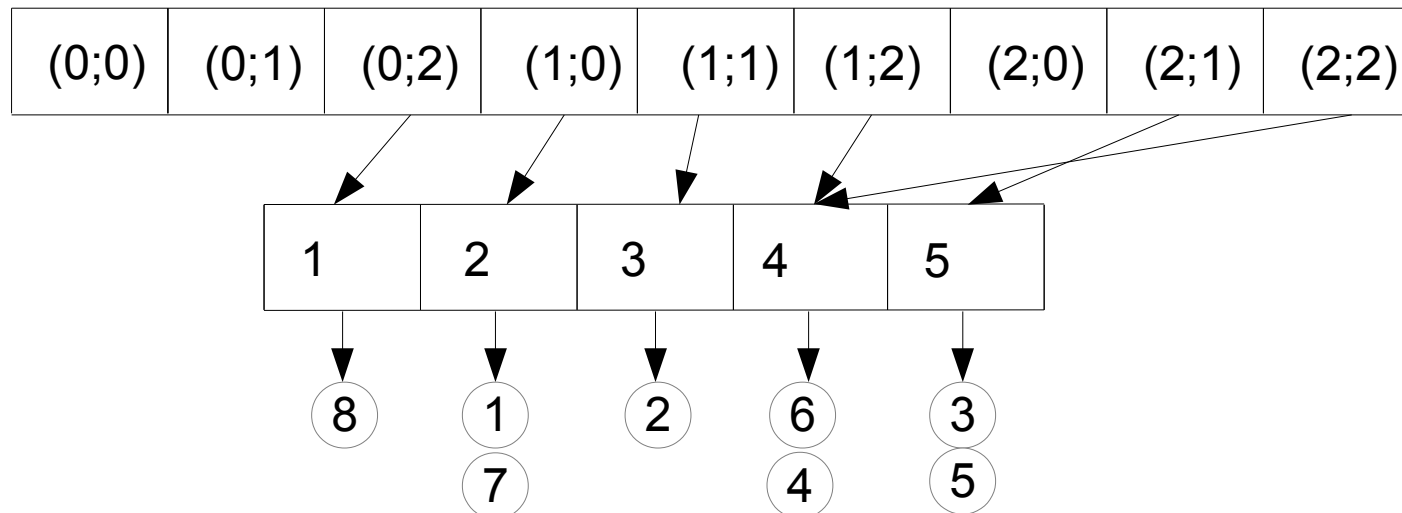 (0;0) (0;1) (0;2) (1;0) (1;1) (1;2) (2;0) (2;1) (2;2)
1 2 3 4 5
8 1 2 6 3
7 4 5